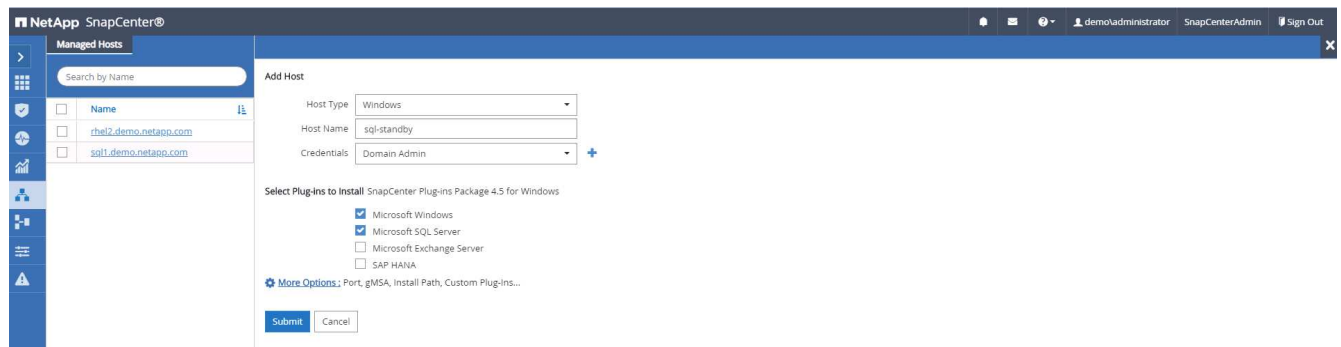 NetApp SnapCenter®
demo\administrator SnapCenterAdmin Sign Out
Managed Hosts
Search by Name
Name
rhel2.demo.netapp.com
sql1.demo.netapp.com
Add Host
Host Type Windows
Host Name sql-standby
Credentials Domain Admin
Select Plug-ins to Install SnapCenter Plug-ins Package 4.5 for Windows
Microsoft Windows
Microsoft SQL Server
Microsoft Exchange Server
SAP HANA
More Options : Port, gMSA, Install Path, Custom Plug-Ins...
Submit Cancel